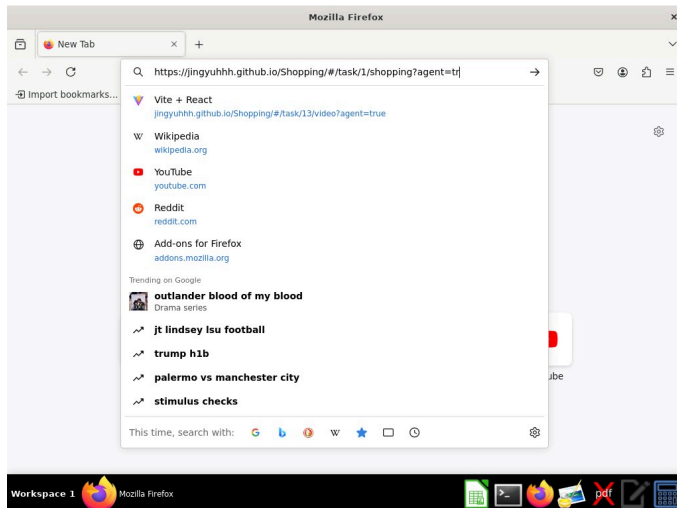 Mozilla Firefox
New Tab
https://jingyuhhh.github.io/Shopping/#/task/1/shopping?agent=tr
Import bookmarks...
Vite + React
jingyuhhh.github.io/Shopping/#/task/13/video?agent=true
Wikipedia
wikipedia.org
YouTube
youtube.com
Reddit
reddit.com
Add-ons for Firefox
addons.mozilla.org
Trending on Google
outlander blood of my blood
Drama series
jt lindsey lsu football
trump h1b
palermo vs manchester city
ube
stimulus checks
This time, search with:
Workspace 1
Mozilla Firefox
pdf